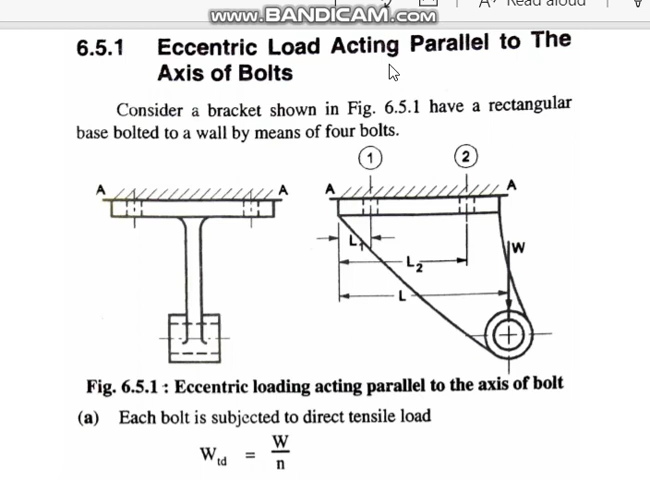 www.BANDICAM.com
Read aloud
6.5.1 Eccentric Load Acting Parallel to The
Axis of Bolts
Consider a bracket shown in Fig. 6.5.1 have a rectangular
base bolted to a wall by means of four bolts.
1 2
A A A A
L1
W
L2
L
Fig. 6.5.1 : Eccentric loading acting parallel to the axis of bolt
(a) Each bolt is subjected to direct tensile load
Wtd = W/n